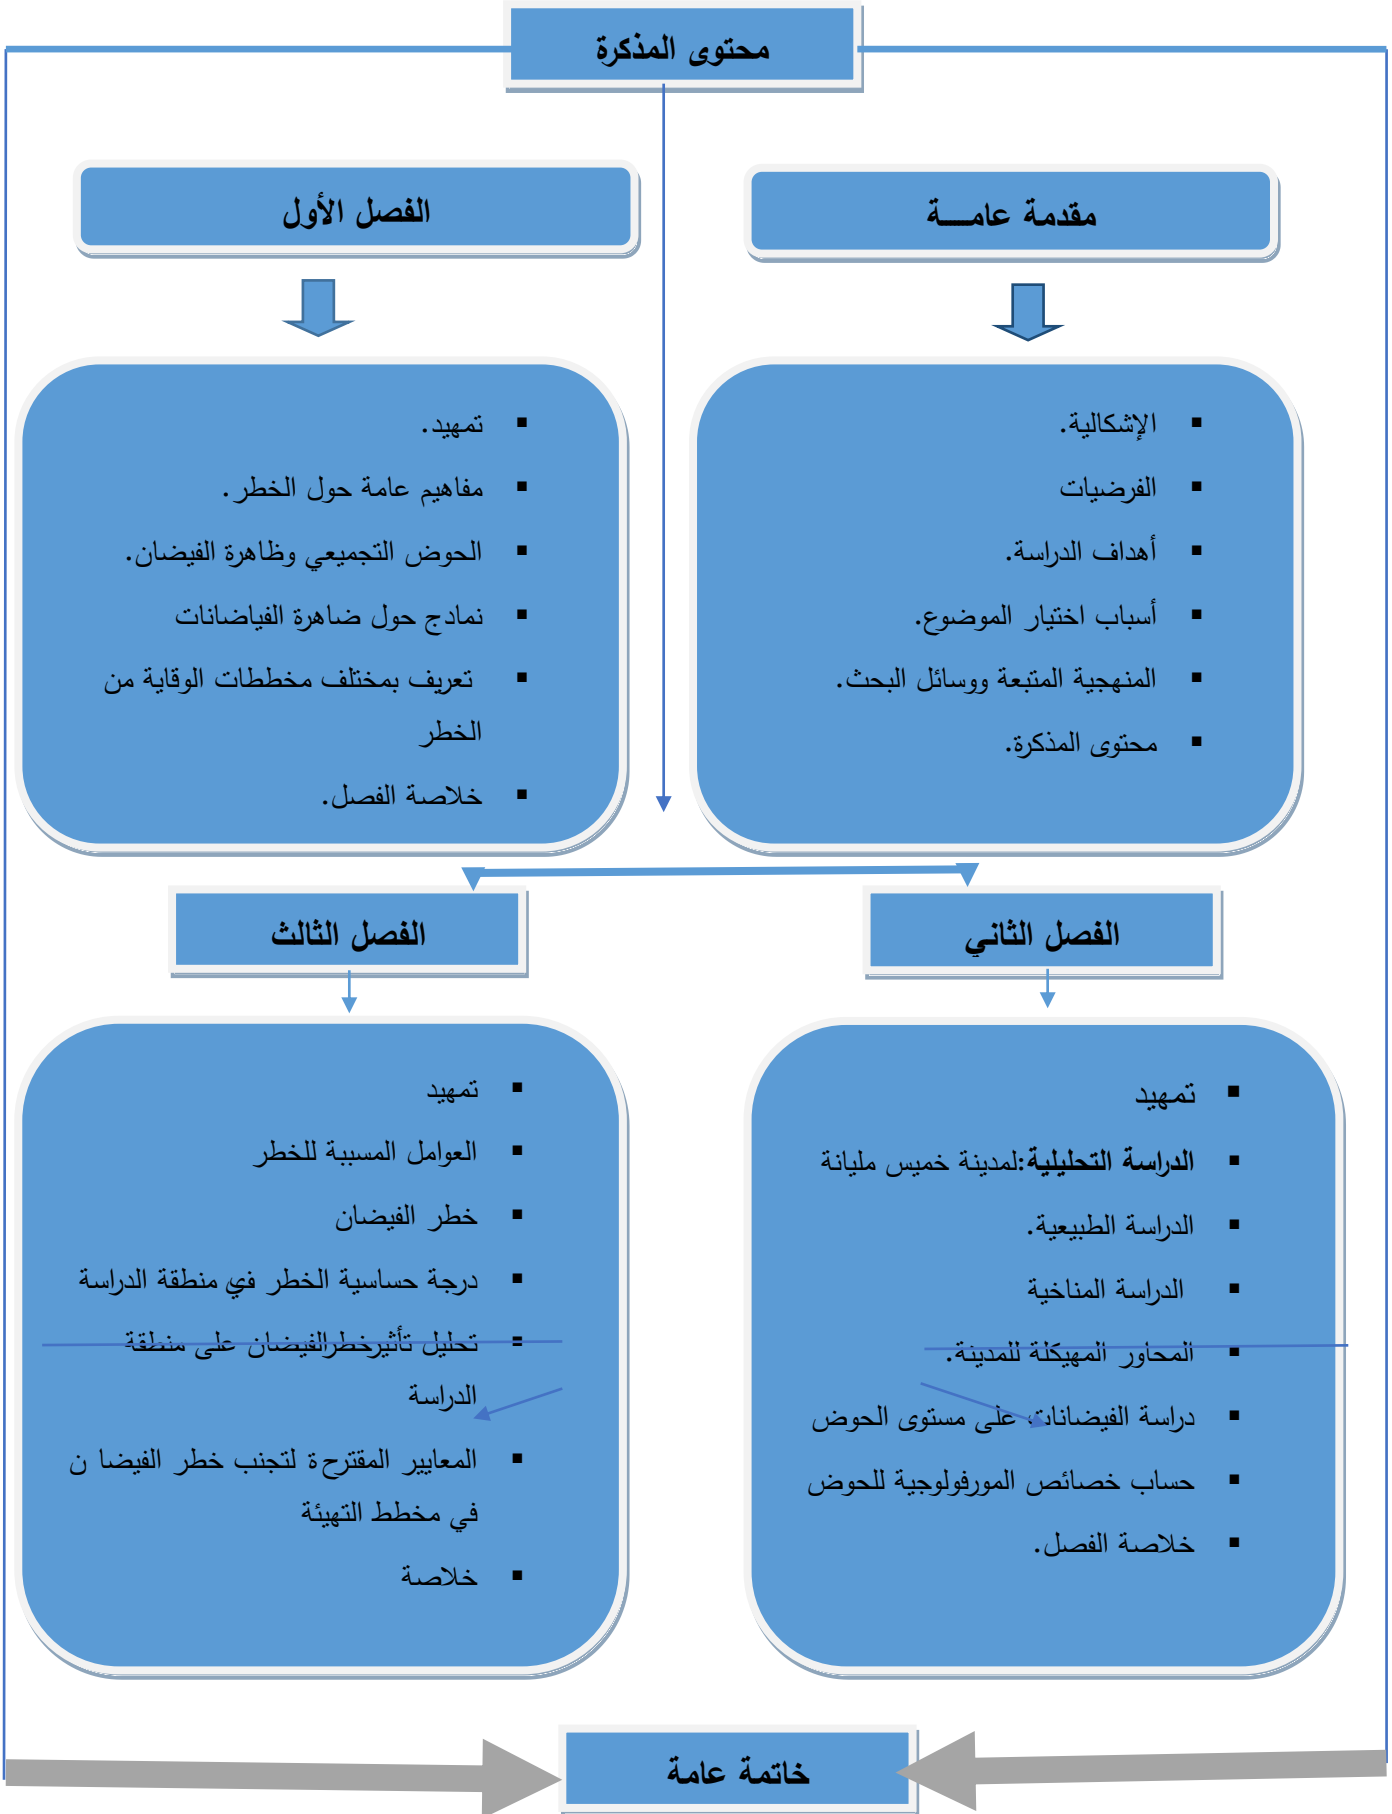 محتوى المذكرة
مقدمة عامـــة
▪ الإشكالية.
▪ الفرضيات
▪ أهداف الدراسة.
▪ أسباب اختيار الموضوع.
▪ المنهجية المتبعة ووسائل البحث.
▪ محتوى المذكرة.
الفصل الأول
▪ تمهيد.
▪ مفاهيم عامة حول الخطر.
▪ الحوض التجميعي وظاهرة الفيضان.
▪ نماذج حول ضاهرة الفياضانات
▪ تعريف بمختلف مخططات الوقاية من
الخطر
▪ خلاصة الفصل.
الفصل الثاني
▪ تمهيد
▪ الدراسة التحليلية:لمدينة خميس مليانة
▪ الدراسة الطبيعية.
▪ الدراسة المناخية
▪ المحاور المهيكلة للمدينة.
▪ دراسة الفيضانات على مستوى الحوض
▪ حساب خصائص المورفولوجية للحوض
▪ خلاصة الفصل.
الفصل الثالث
▪ تمهيد
▪ العوامل المسببة للخطر
▪ خطر الفيضان
▪ درجة حساسية الخطر في منطقة الدراسة
▪ تحليل تأثيرخطرالفيضان على منطقة
الدراسة
▪ المعايير المقترح ة لتجنب خطر الفيضا ن
في مخطط التهيئة
▪ خلاصة
خاتمة عامة